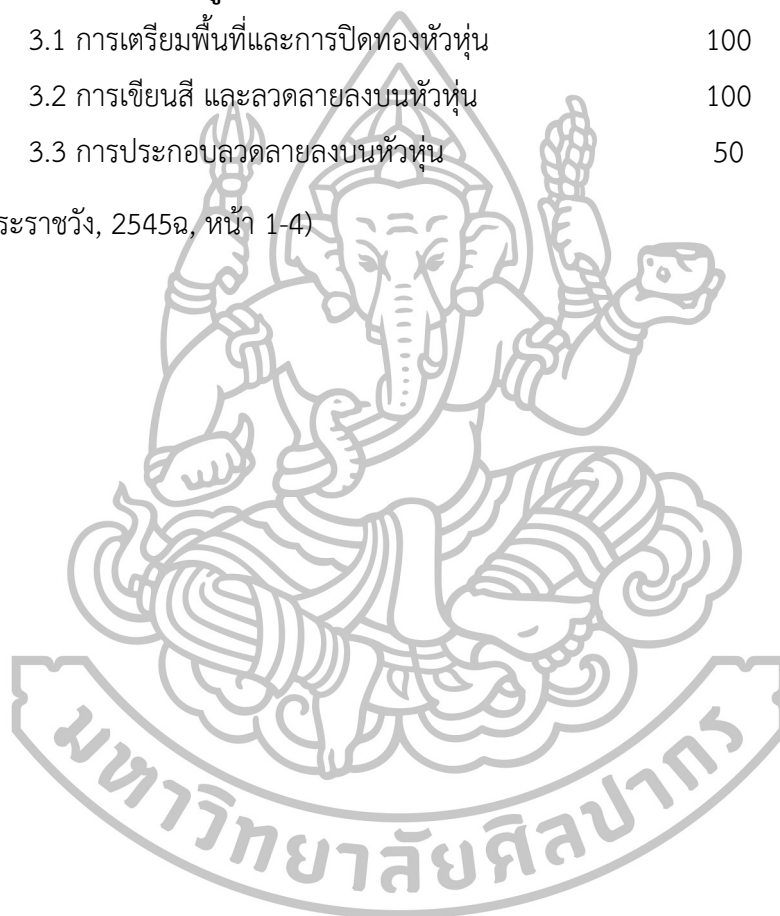 3.1 การเตรียมพื้นที่และการปิดทองหัวหุ่น 100
3.2 การเขียนสี และลวดลายลงบนหัวหุ่น 100
3.3 การประกอบลวดลายลงบนหัวหุ่น 50
ระราชวัง, 2545ฉ, หน้า 1-4)
มหาวิทยาลัยศิลปากร